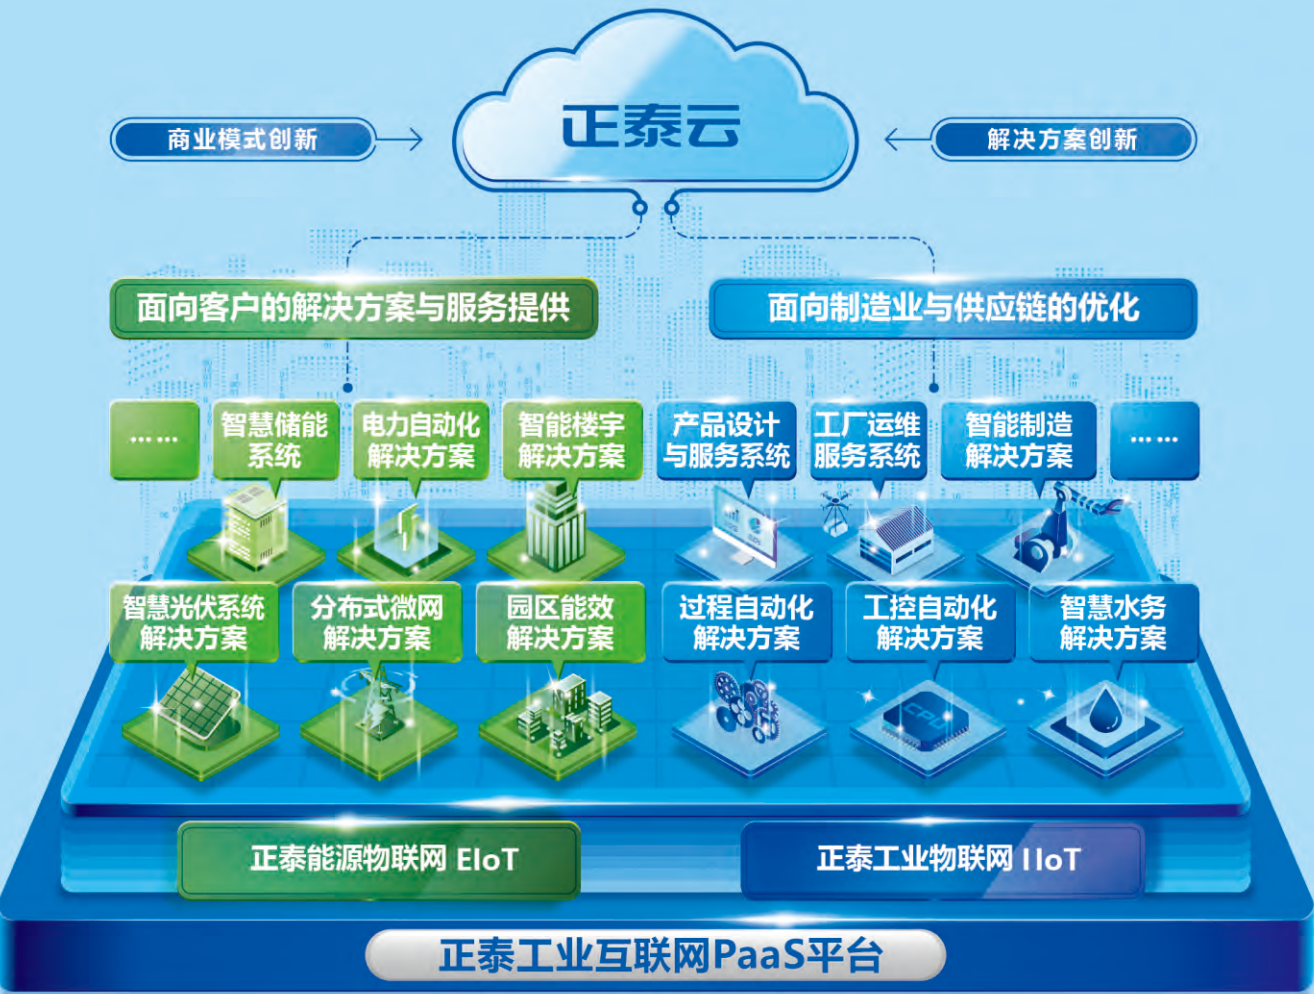 正泰云
商业模式创新
解决方案创新
面向客户的解决方案与服务提供
面向制造业与供应链的优化
……
智慧储能
系统
电力自动化
解决方案
智能楼宇
解决方案
产品设计
与服务系统
工厂运维
服务系统
智能制造
解决方案
……
智慧光伏系统
解决方案
分布式微网
解决方案
园区能效
解决方案
过程自动化
解决方案
工控自动化
解决方案
智慧水务
解决方案
CPU
正泰能源物联网 EIoT
正泰工业物联网 IIoT
正泰工业互联网PaaS平台